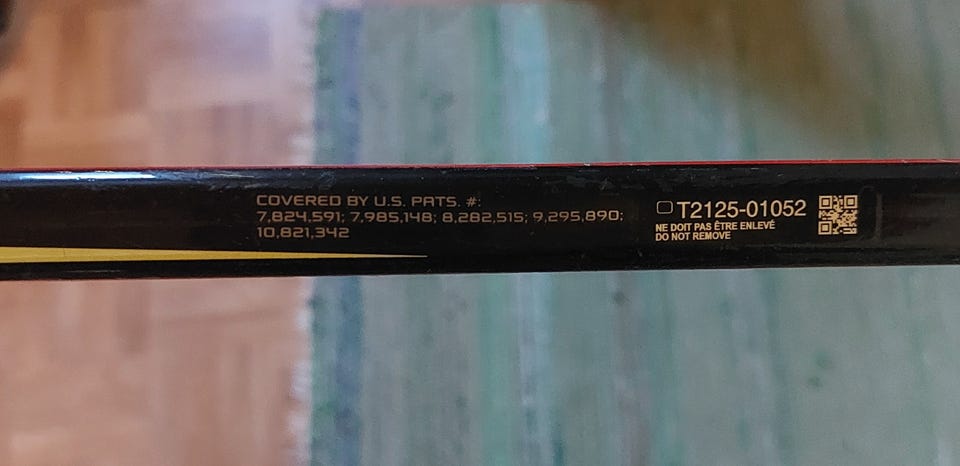 COVERED BY U.S. PATS. #:
7,824,591; 7,985,148; 8,282,515; 9,295,890;
10,821,342
T2125-01052
NE DOIT PAS ÊTRE ENLEVÉ
DO NOT REMOVE